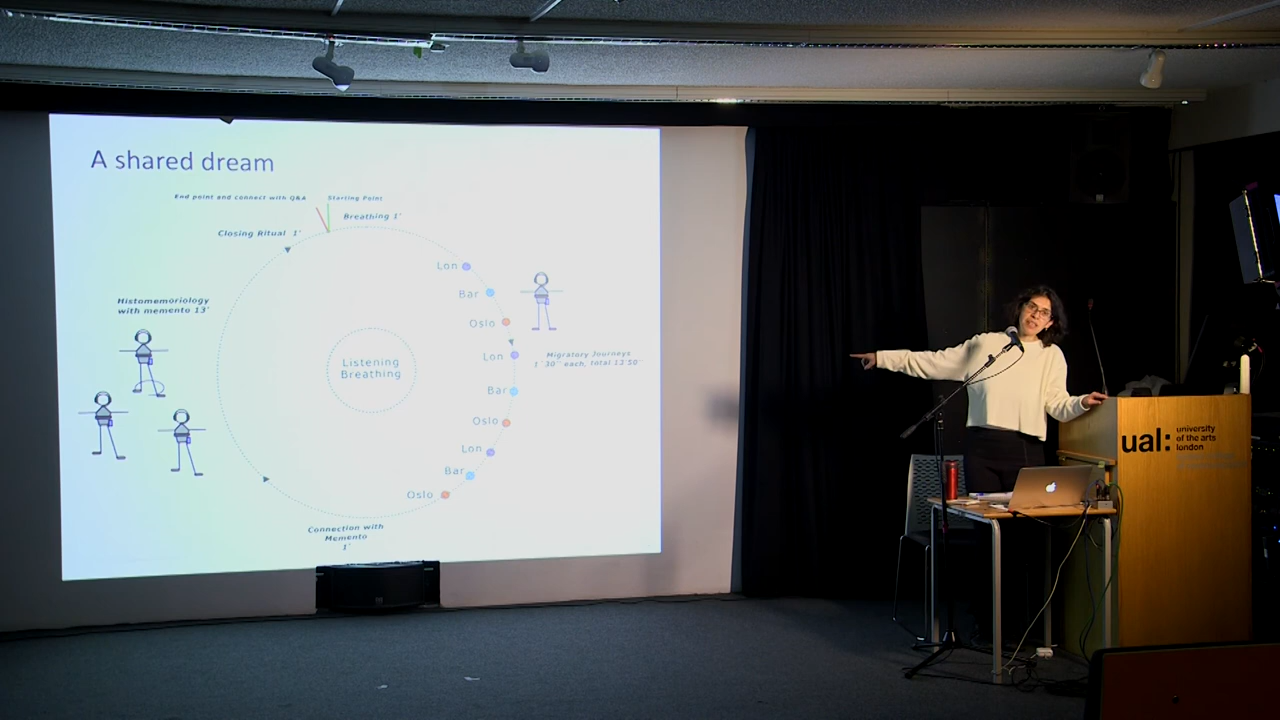 A shared dream
End point and connect with Q&A
Starting Point
Breathing 1'
Closing Ritual 1'
Lon
Bar
Oslo
Histomemoriology
with memento 13'
Lon
Migratory Journeys
1´30´´ each, total 12´50´´
Listening
Breathing
Bar
Oslo
Lon
Bar
Oslo
Connection with
Memento
1'
ual:
university
of the arts
london